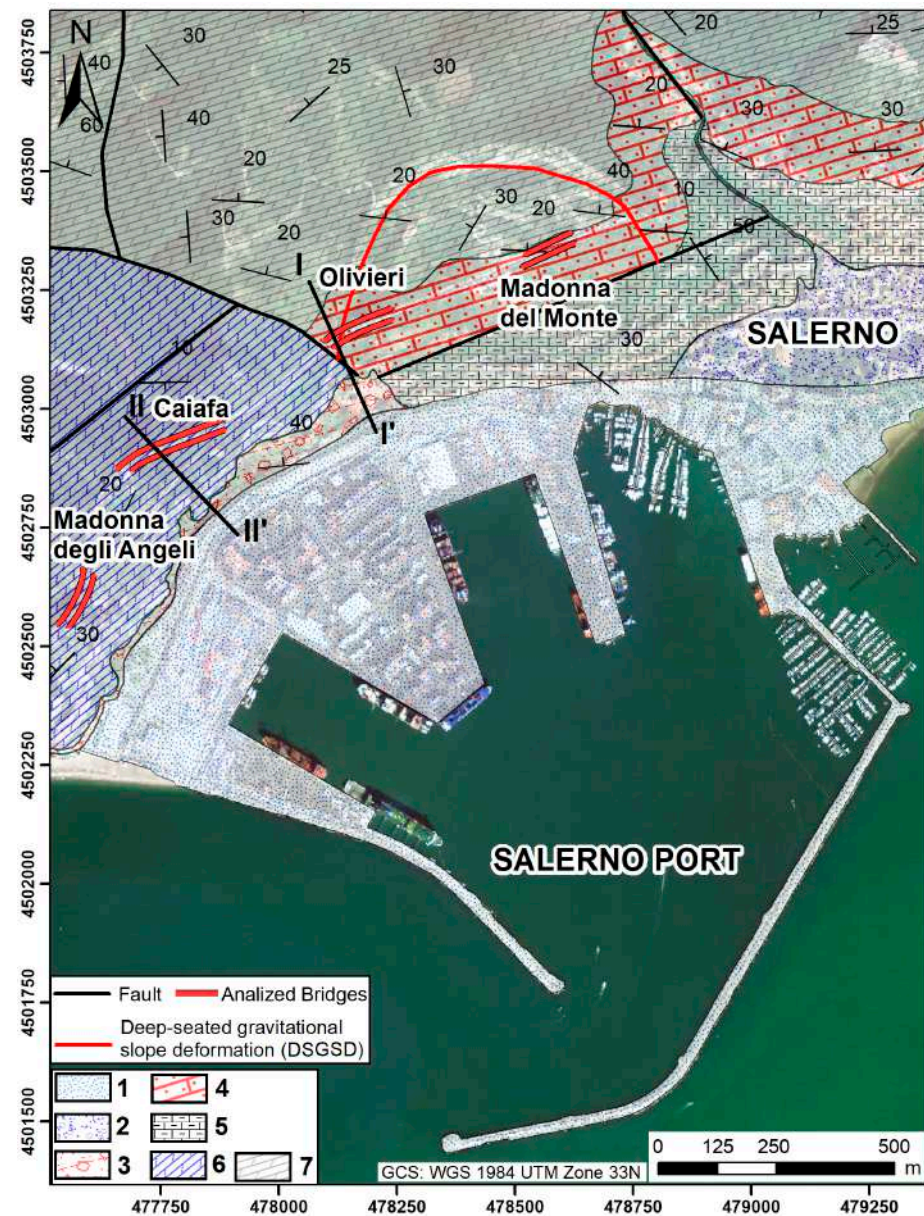 4503750
4503500
4503250
4503000
4502750
4502500
4502250
4502000
4501750
4501500
N
40
60
30
40
20
30
20
25
30
20
30
20
20
25
20
30
30
40
10
50
30
I
Olivieri
Madonna
del Monte
SALERNO
10
II
Caiafa
I'
40
20
II'
Madonna
degli Angeli
30
SALERNO PORT
Fault
Analized Bridges
Deep-seated gravitational
slope deformation (DSGSD)
1
2
3
4
5
6
7
GCS: WGS 1984 UTM Zone 33N
0 125 250 500
m
477750 478000 478250 478500 478750 479000 479250